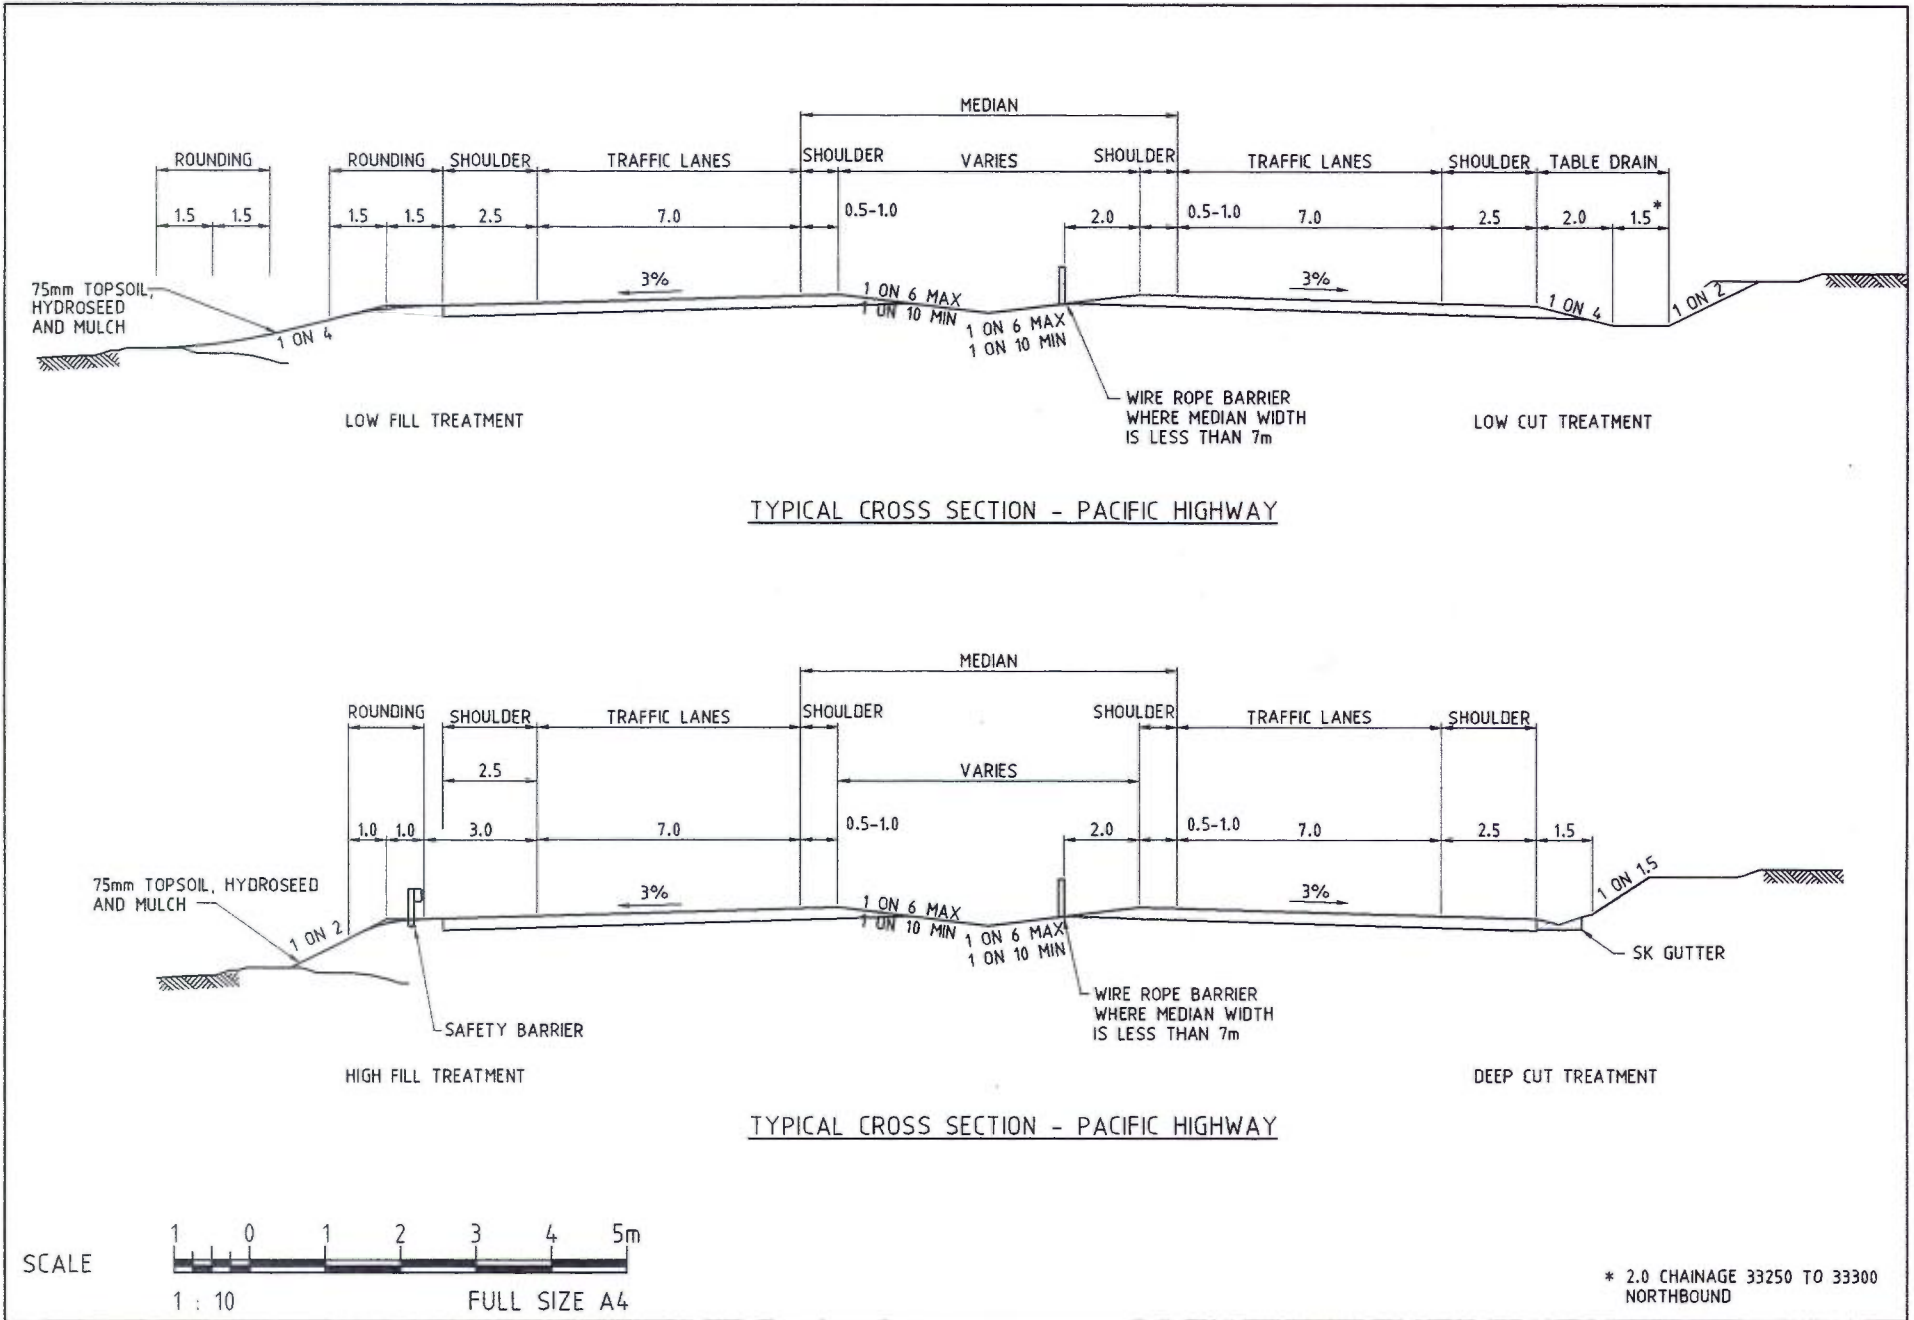 MEDIAN
ROUNDING ROUNDING SHOULDER TRAFFIC LANES SHOULDER VARIES SHOULDER TRAFFIC LANES SHOULDER TABLE DRAIN
1.5 1.5 1.5 1.5 2.5 7.0 0.5-1.0 2.0 0.5-1.0 7.0 2.5 2.0 1.5*
3% 3%
75mm TOPSOIL,
HYDROSEED
AND MULCH
1 ON 4
1 ON 6 MAX
1 ON 10 MIN
1 ON 6 MAX
1 ON 10 MIN
1 ON 4
1 ON 2
WIRE ROPE BARRIER
WHERE MEDIAN WIDTH
IS LESS THAN 7m
LOW FILL TREATMENT
LOW CUT TREATMENT
TYPICAL CROSS SECTION - PACIFIC HIGHWAY
MEDIAN
ROUNDING SHOULDER TRAFFIC LANES SHOULDER SHOULDER TRAFFIC LANES SHOULDER
2.5 VARIES
1.0 1.0 3.0 7.0 0.5-1.0 2.0 0.5-1.0 7.0 2.5 1.5
75mm TOPSOIL, HYDROSEED
AND MULCH
3% 3%
1 ON 2
1 ON 6 MAX
1 ON 10 MIN
1 ON 6 MAX
1 ON 10 MIN
1 ON 1.5
SK GUTTER
WIRE ROPE BARRIER
WHERE MEDIAN WIDTH
IS LESS THAN 7m
SAFETY BARRIER
HIGH FILL TREATMENT
DEEP CUT TREATMENT
TYPICAL CROSS SECTION - PACIFIC HIGHWAY
1 0 1 2 3 4 5m
SCALE
1 : 10 FULL SIZE A4
* 2.0 CHAINAGE 33250 TO 33300
NORTHBOUND